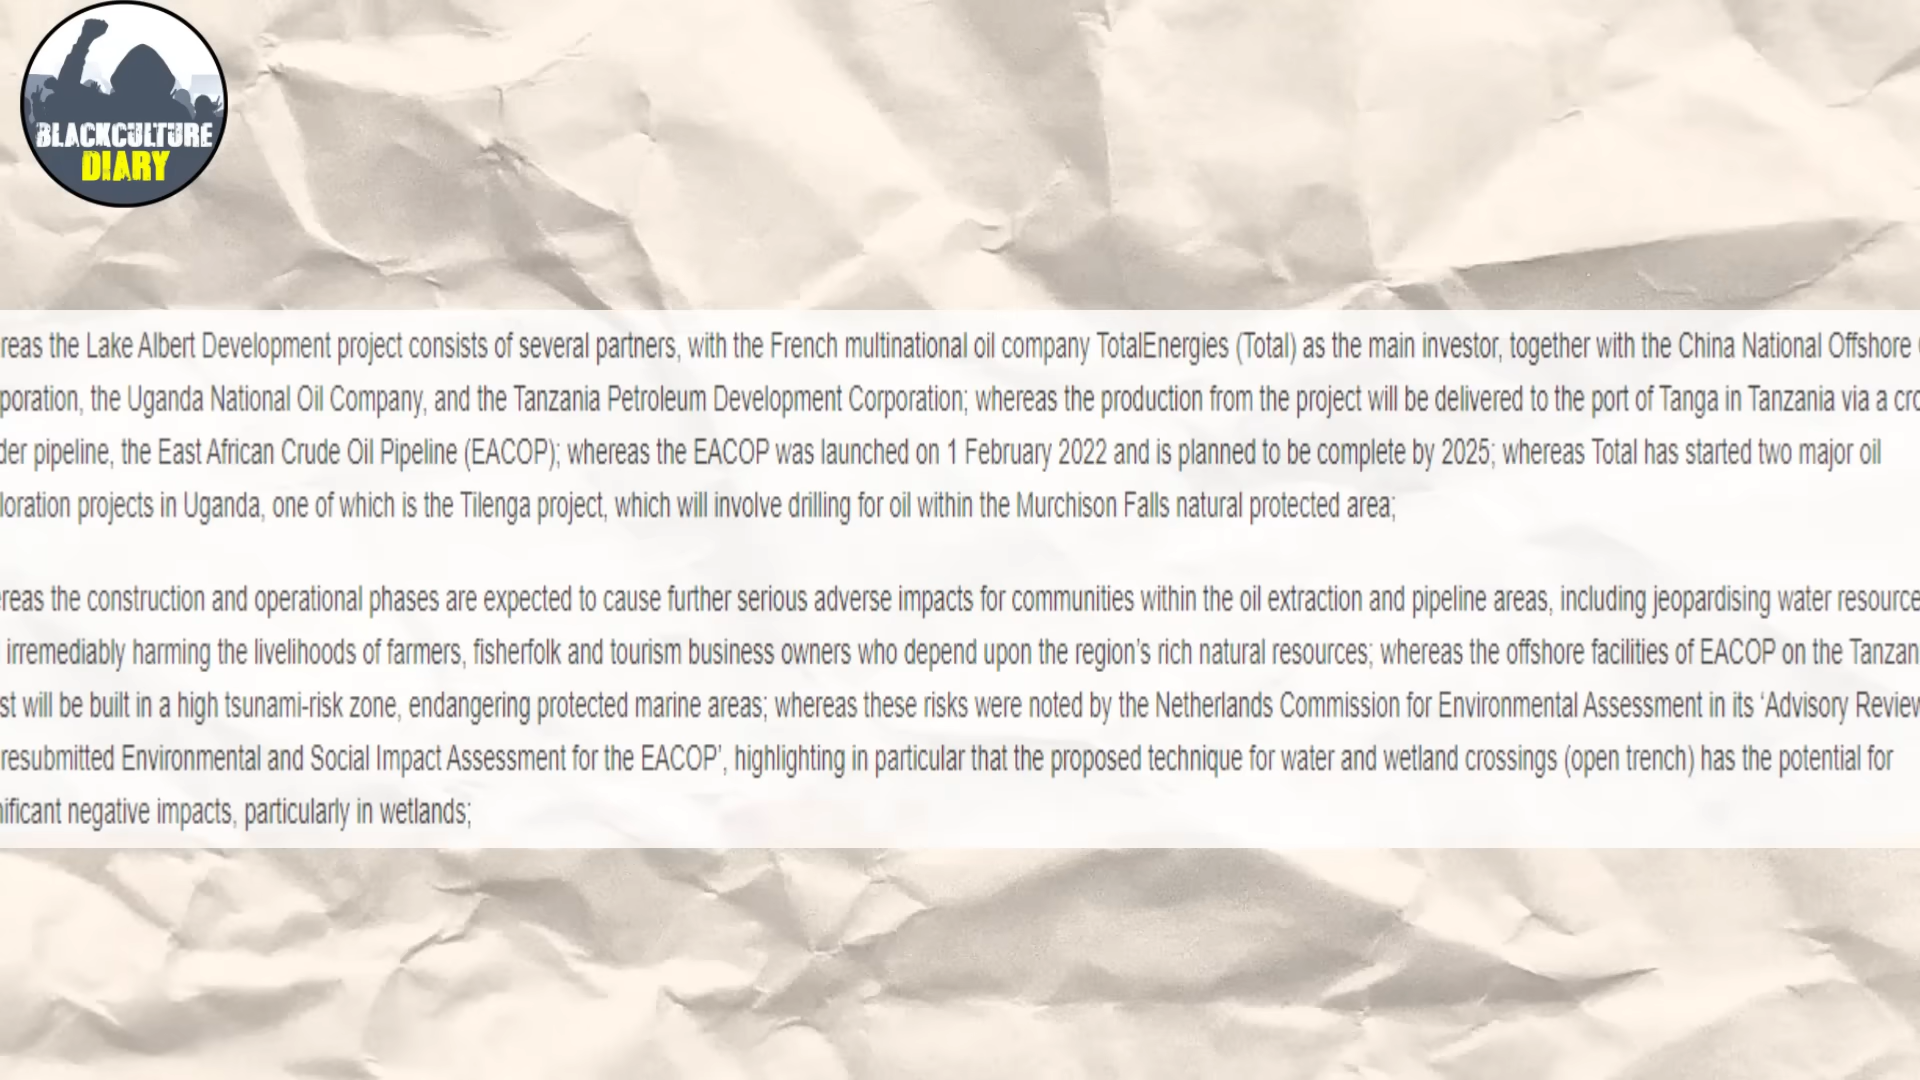 BLACKCULTURE
DIARY
reas the Lake Albert Development project consists of several partners, with the French multinational oil company TotalEnergies (Total) as the main investor, together with the China National Offshore
poration, the Uganda National Oil Company, and the Tanzania Petroleum Development Corporation; whereas the production from the project will be delivered to the port of Tanga in Tanzania via a cro
der pipeline, the East African Crude Oil Pipeline (EACOP); whereas the EACOP was launched on 1 February 2022 and is planned to be complete by 2025; whereas Total has started two major oil
loration projects in Uganda, one of which is the Tilenga project, which will involve drilling for oil within the Murchison Falls natural protected area;
reas the construction and operational phases are expected to cause further serious adverse impacts for communities within the oil extraction and pipeline areas, including jeopardising water resource
irremediably harming the livelihoods of farmers, fisherfolk and tourism business owners who depend upon the region's rich natural resources; whereas the offshore facilities of EACOP on the Tanzan
st will be built in a high tsunami-risk zone, endangering protected marine areas; whereas these risks were noted by the Netherlands Commission for Environmental Assessment in its ‘Advisory Review
resubmitted Environmental and Social Impact Assessment for the EACOP’, highlighting in particular that the proposed technique for water and wetland crossings (open trench) has the potential for
nificant negative impacts, particularly in wetlands;